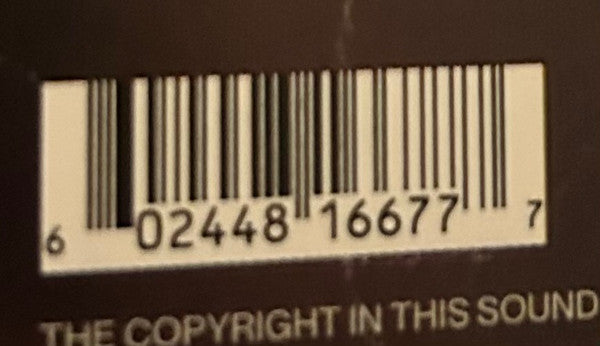 6 02448 16677 7
THE COPYRIGHT IN THIS SOUND